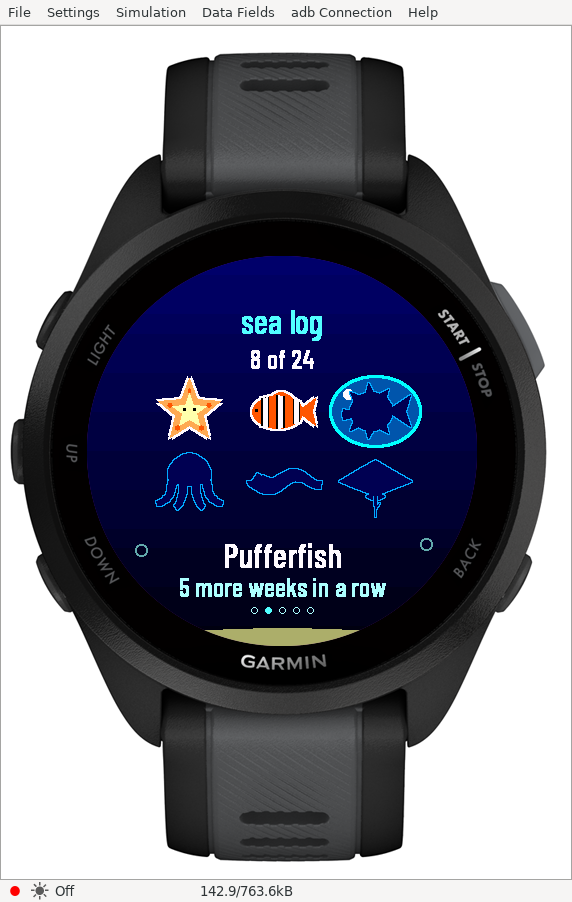 File Settings Simulation Data Fields adb Connection Help
LIGHT
START
STOP
UP
DOWN
BACK
sea log
8 of 24
Pufferfish
5 more weeks in a row
GARMIN
Off 142.9/763.6kB